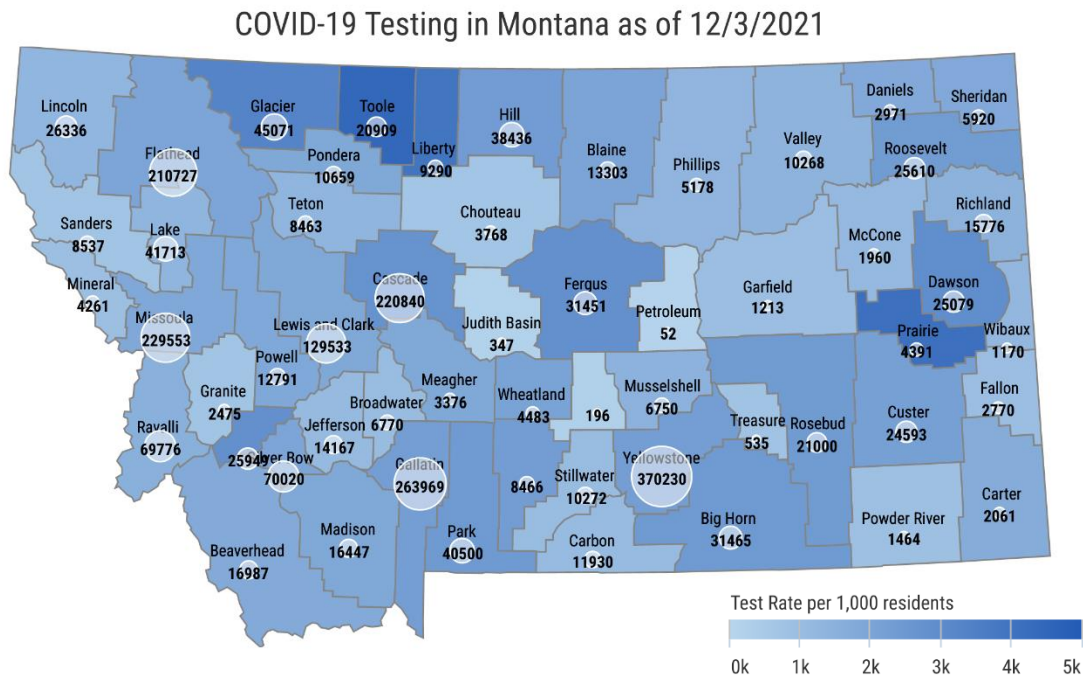 COVID-19 Testing in Montana as of 12/3/2021
Lincoln
26336
Flathead
210727
Glacier
45071
Toole
20909
Liberty
9290
Hill
38436
Pondera
10659
Teton
8463
Chouteau
3768
Blaine
13303
Phillips
5178
Valley
10268
Daniels
2971
Sheridan
5920
Roosevelt
25610
Richland
15776
McCone
1960
Sanders
8537
Lake
41713
Mineral
4261
Missoula
229553
Lewis and Clark
129533
Cascade
220840
Judith Basin
347
Fergus
31451
Petroleum
52
Garfield
1213
Dawson
25079
Prairie
4391
Wibaux
1170
Powell
12791
Granite
2475
Ravalli
69776
Broadwater
6770
Meagher
3376
Wheatland
4483
196
Musselshell
6750
Treasure
535
Rosebud
21000
Custer
24593
Fallon
2770
25949
lver Bow
70020
Jefferson
14167
Gallatin
263969
8466
Stillwater
10272
Yellowstone
370230
Big Horn
31465
Powder River
1464
Carter
2061
Beaverhead
16987
Madison
16447
Park
40500
Carbon
11930
Test Rate per 1,000 residents
0k 1k 2k 3k 4k 5k